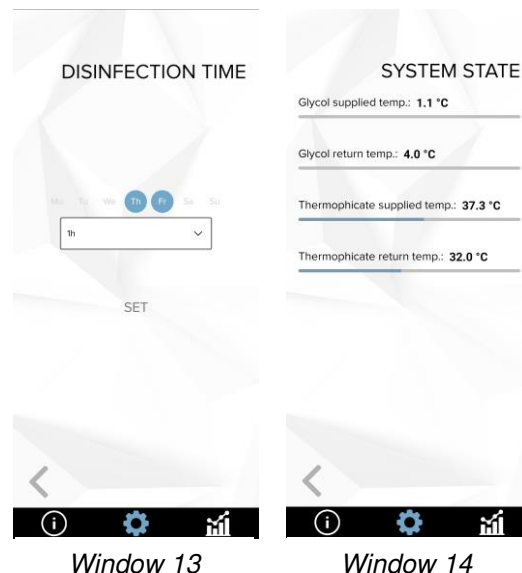 DISINFECTION TIME
Mo Tu We Th Fr Sa Su
1h
SET
Window 13
SYSTEM STATE
Glycol supplied temp.: 1.1 °C
Glycol return temp.: 4.0 °C
Thermophicate supplied temp.: 37.3 °C
Thermophicate return temp.: 32.0 °C
Window 14